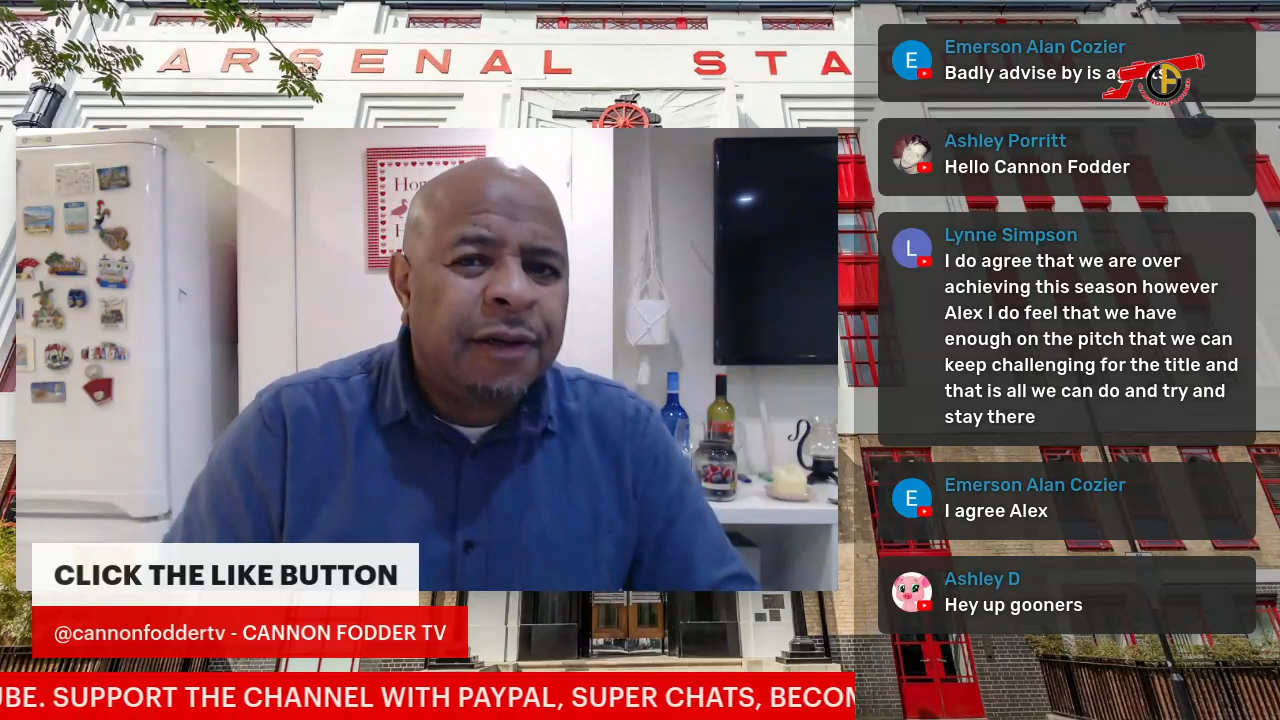 ARSENAL STA
Emerson Alan Cozier
Badly advise by is
Ashley Porritt
Hello Cannon Fodder
Lynne Simpson
I do agree that we are over
achieving this season however
Alex I do feel that we have
enough on the pitch that we can
keep challenging for the title and
that is all we can do and try and
stay there
Emerson Alan Cozier
I agree Alex
Ashley D
Hey up gooners
CLICK THE LIKE BUTTON
@cannonfoddertv - CANNON FODDER TV
UBE. SUPPORT THE CHANNEL WITH PAYPAL, SUPER CHATS, BECOM